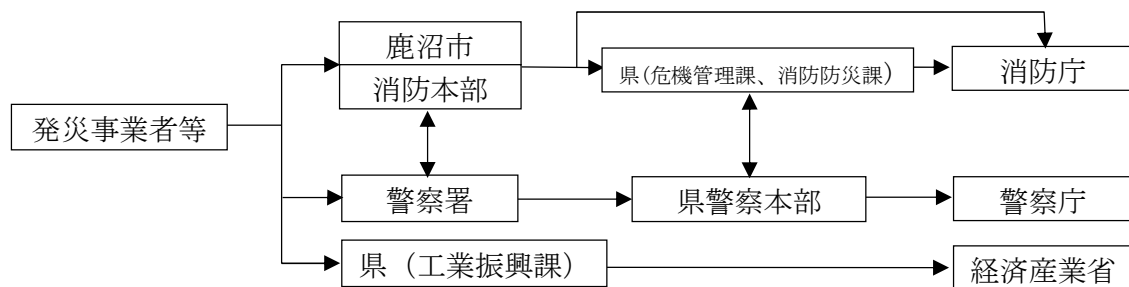 鹿沼市
消防本部
県(危機管理課、消防防災課)
消防庁
発災事業者等
警察署
県警察本部
警察庁
県（工業振興課）
経済産業省